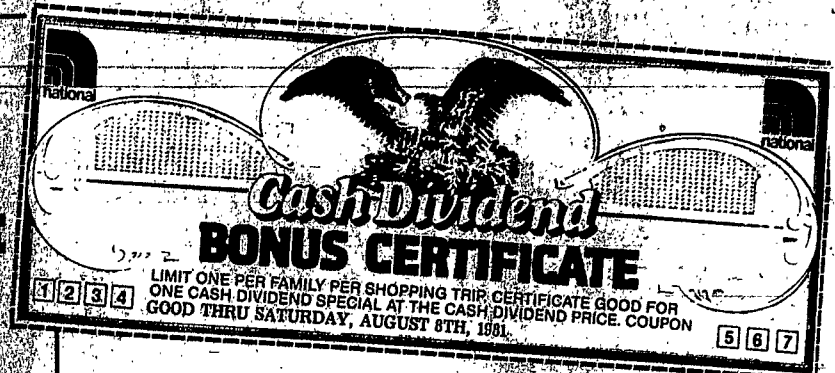 national
national
Cash Dividend
BONUS CERTIFICATE
LIMIT ONE PER FAMILY PER SHOPPING TRIP. CERTIFICATE GOOD FOR
ONE CASH DIVIDEND SPECIAL AT THE CASH DIVIDEND PRICE. COUPON
GOOD THRU SATURDAY, AUGUST 8TH, 1981.
1 2 3 4
5 6 7